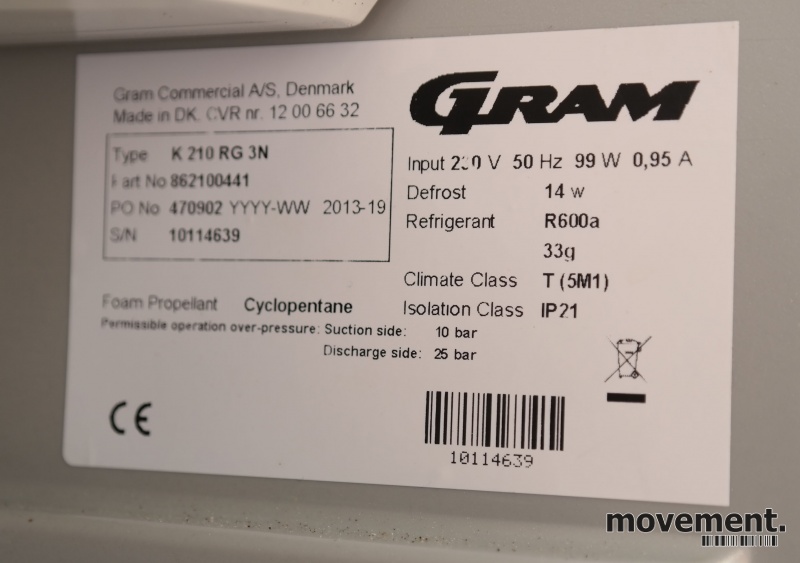 Gram Commercial A/S, Denmark
Made in DK. CVR nr. 12 00 66 32
GRAM
Type K 210 RG 3N
Part No 862100441
PO No 470902 YYYY-WW 2013-19
S/N 10114639
Input 230 V 50 Hz 99 W 0,95 A
Defrost 14 w
Refrigerant R600a
33g
Climate Class T (5M1)
Isolation Class IP21
Foam Propellant Cyclopentane
Permissible operation over-pressure: Suction side: 10 bar
Discharge side: 25 bar
CE
10114639
movement.